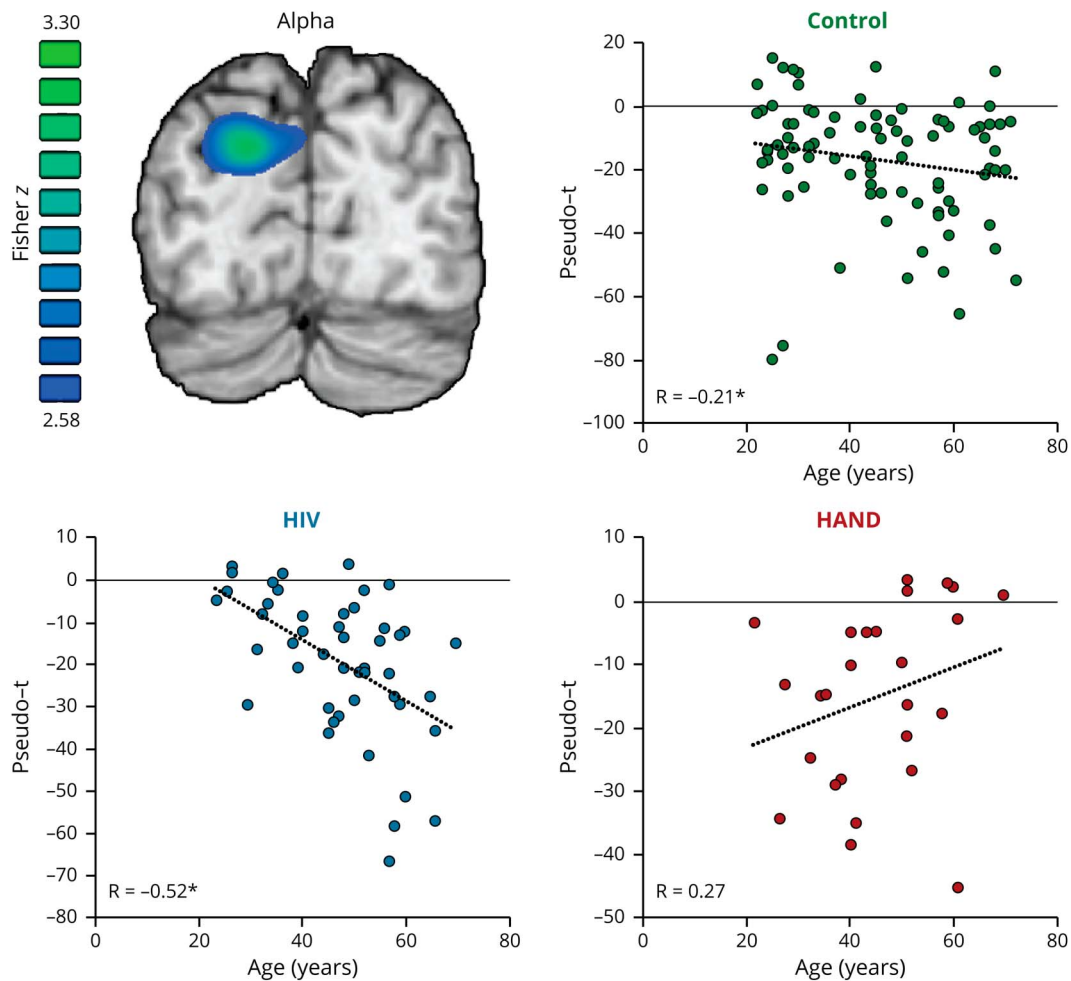 3.30
Alpha
Fisher z
2.58
Control
20
0
−20
−40
−60
−80
−100
Pseudo−t
R = −0.21*
0 20 40 60 80
Age (years)
HIV
10
0
−10
−20
−30
−40
−50
−60
−70
−80
Pseudo−t
R = −0.52*
0 20 40 60 80
Age (years)
HAND
10
0
−10
−20
−30
−40
−50
Pseudo−t
R = 0.27
0 20 40 60 80
Age (years)